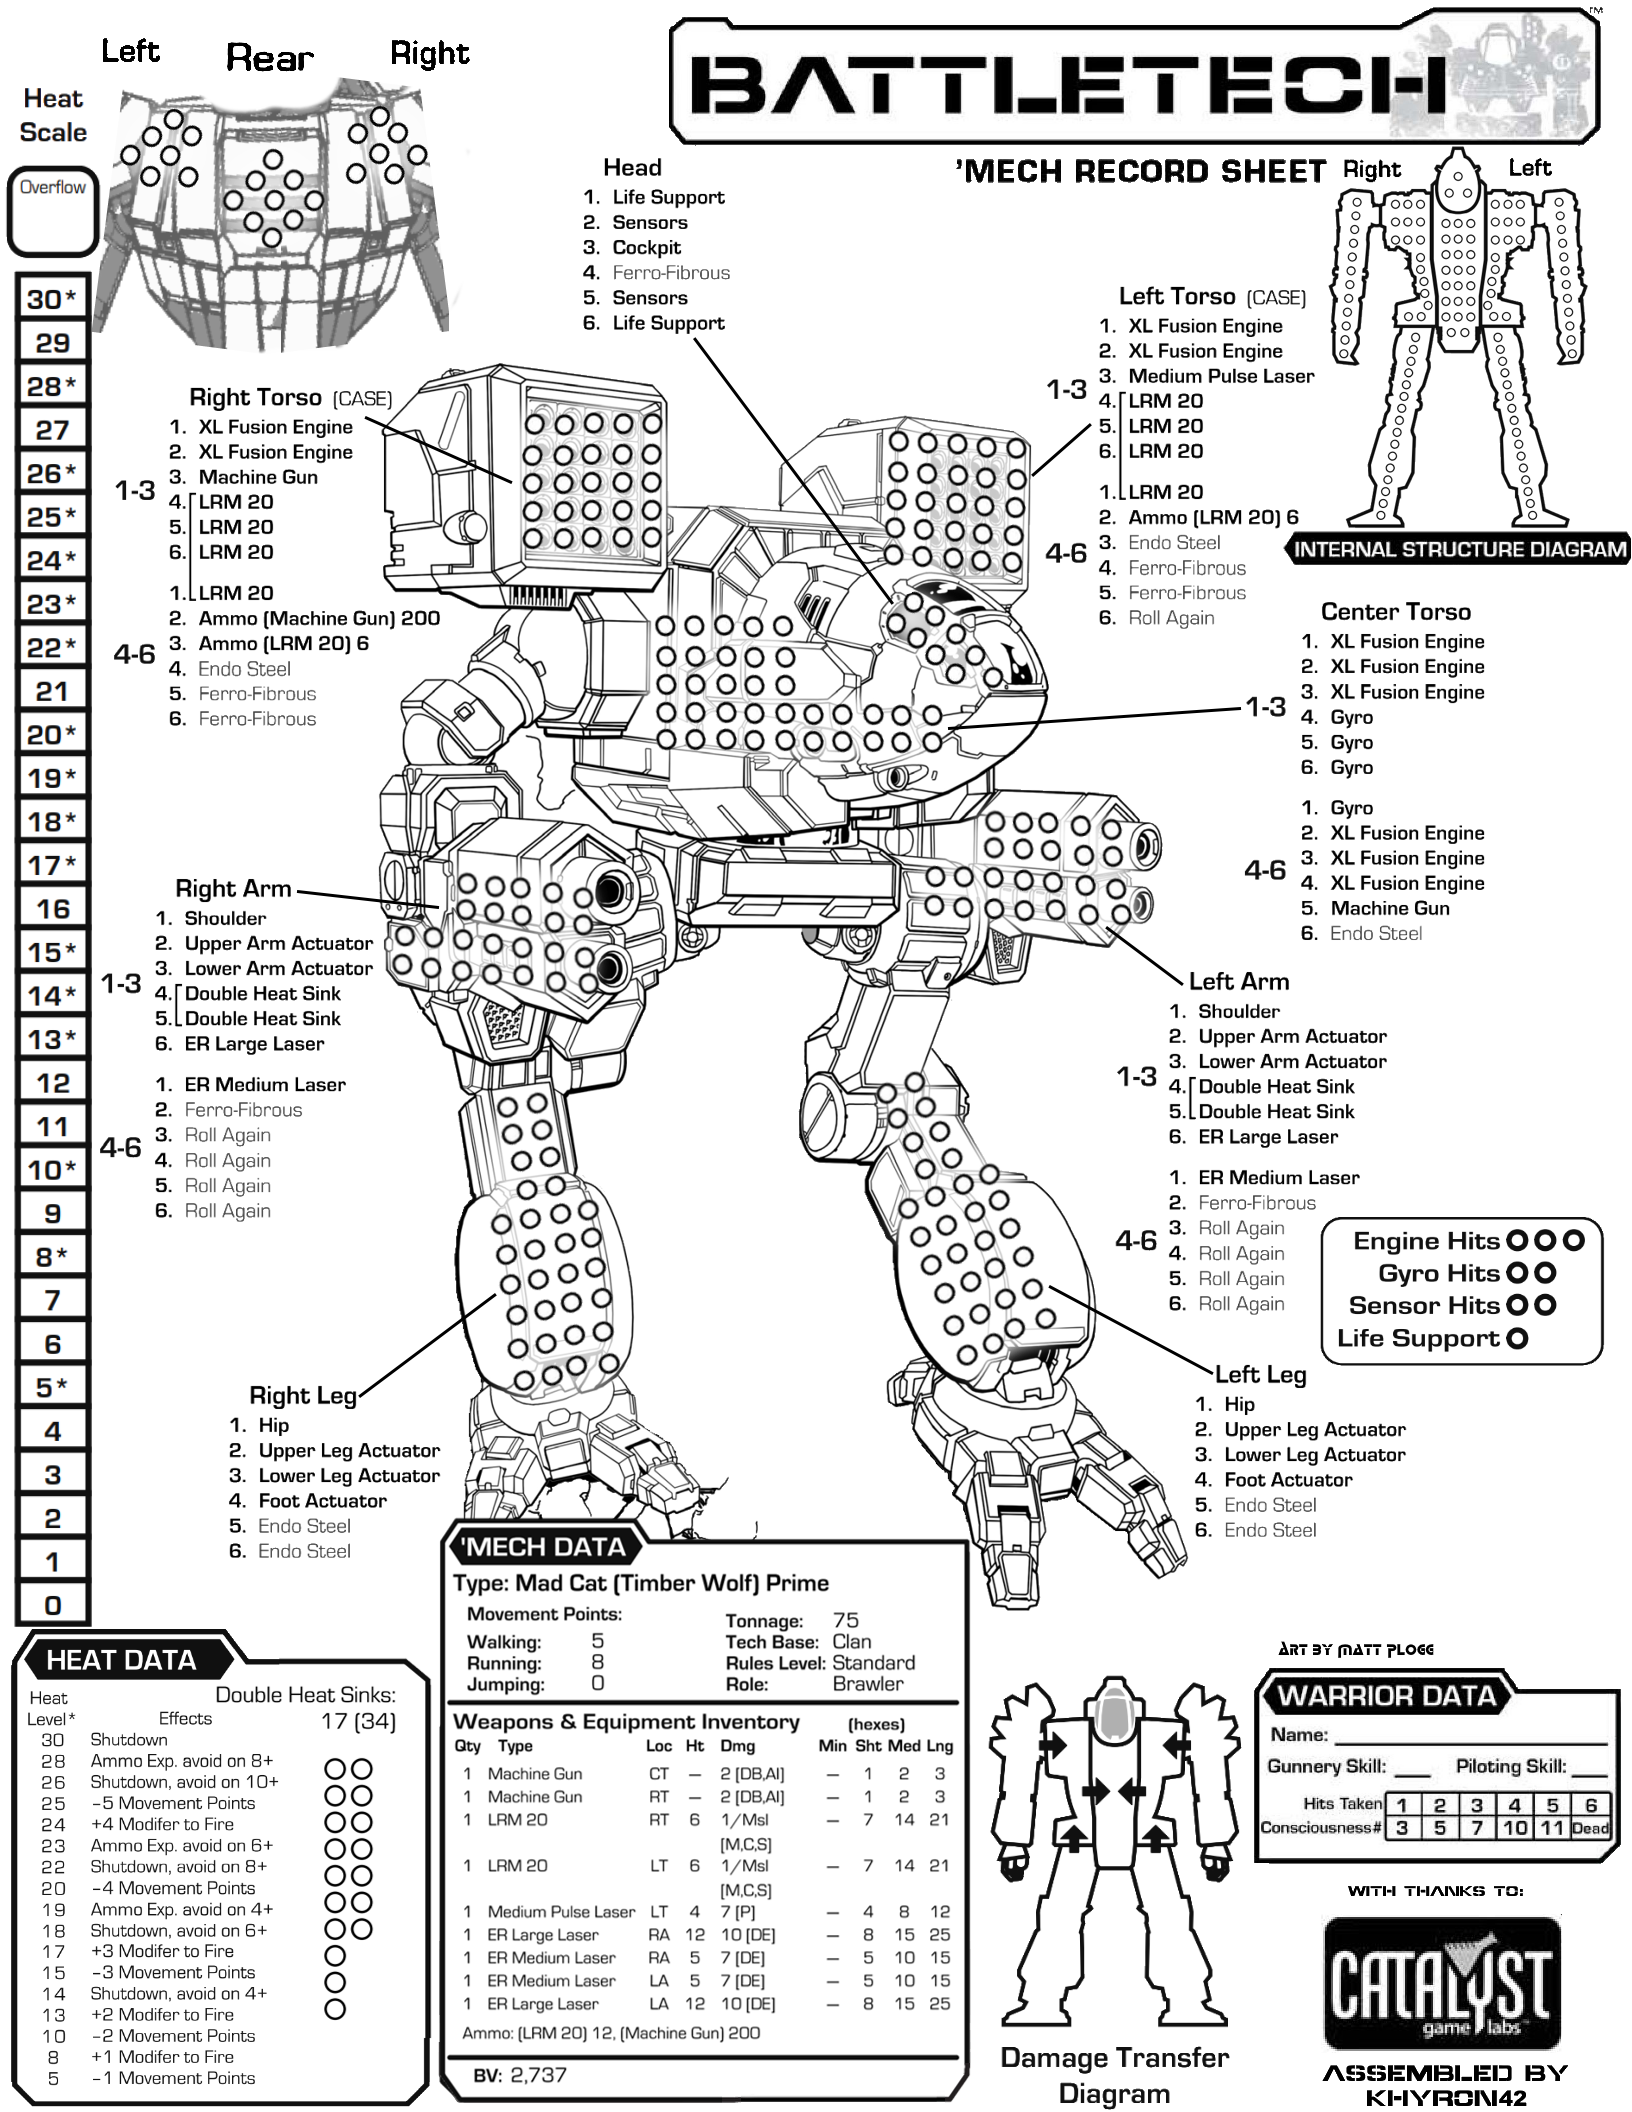 BATTLETECH
™
'MECH RECORD SHEET
Left Rear Right
Heat
Scale
Overflow
30*
29
28*
27
26*
25*
24*
23*
22*
21
20*
19*
18*
17*
16
15*
14*
13*
12
11
10*
9
8*
7
6
5*
4
3
2
1
0
Head
1. Life Support
2. Sensors
3. Cockpit
4. Ferro-Fibrous
5. Sensors
6. Life Support
Right Torso (CASE)
1-3
1. XL Fusion Engine
2. XL Fusion Engine
3. Machine Gun
4. LRM 20
5. LRM 20
6. LRM 20
4-6
1. LRM 20
2. Ammo (Machine Gun) 200
3. Ammo (LRM 20) 6
4. Endo Steel
5. Ferro-Fibrous
6. Ferro-Fibrous
Left Torso (CASE)
1-3
1. XL Fusion Engine
2. XL Fusion Engine
3. Medium Pulse Laser
4. LRM 20
5. LRM 20
6. LRM 20
4-6
1. LRM 20
2. Ammo (LRM 20) 6
3. Endo Steel
4. Ferro-Fibrous
5. Ferro-Fibrous
6. Roll Again
Right Left
INTERNAL STRUCTURE DIAGRAM
Center Torso
1-3
1. XL Fusion Engine
2. XL Fusion Engine
3. XL Fusion Engine
4. Gyro
5. Gyro
6. Gyro
4-6
1. Gyro
2. XL Fusion Engine
3. XL Fusion Engine
4. XL Fusion Engine
5. Machine Gun
6. Endo Steel
Right Arm
1-3
1. Shoulder
2. Upper Arm Actuator
3. Lower Arm Actuator
4. Double Heat Sink
5. Double Heat Sink
6. ER Large Laser
4-6
1. ER Medium Laser
2. Ferro-Fibrous
3. Roll Again
4. Roll Again
5. Roll Again
6. Roll Again
Left Arm
1-3
1. Shoulder
2. Upper Arm Actuator
3. Lower Arm Actuator
4. Double Heat Sink
5. Double Heat Sink
6. ER Large Laser
4-6
1. ER Medium Laser
2. Ferro-Fibrous
3. Roll Again
4. Roll Again
5. Roll Again
6. Roll Again
Engine Hits
Gyro Hits
Sensor Hits
Life Support
Right Leg
1. Hip
2. Upper Leg Actuator
3. Lower Leg Actuator
4. Foot Actuator
5. Endo Steel
6. Endo Steel
Left Leg
1. Hip
2. Upper Leg Actuator
3. Lower Leg Actuator
4. Foot Actuator
5. Endo Steel
6. Endo Steel
HEAT DATA
Double Heat Sinks:
17 (34)
Heat
Level* Effects
30 Shutdown
28 Ammo Exp. avoid on 8+
26 Shutdown, avoid on 10+
25 -5 Movement Points
24 +4 Modifer to Fire
23 Ammo Exp. avoid on 6+
22 Shutdown, avoid on 8+
20 -4 Movement Points
19 Ammo Exp. avoid on 4+
18 Shutdown, avoid on 6+
17 +3 Modifer to Fire
15 -3 Movement Points
14 Shutdown, avoid on 4+
13 +2 Modifer to Fire
10 -2 Movement Points
8 +1 Modifer to Fire
5 -1 Movement Points
'MECH DATA
Type: Mad Cat (Timber Wolf) Prime
Movement Points:
Walking: 5
Running: 8
Jumping: 0
Tonnage: 75
Tech Base: Clan
Rules Level: Standard
Role: Brawler
Weapons & Equipment Inventory (hexes)
Qty Type Loc Ht Dmg Min Sht Med Lng
1 Machine Gun CT — 2 [DB,AI] — 1 2 3
1 Machine Gun RT — 2 [DB,AI] — 1 2 3
1 LRM 20 RT 6 1/Msl — 7 14 21
[M,C,S]
1 LRM 20 LT 6 1/Msl — 7 14 21
[M,C,S]
1 Medium Pulse Laser LT 4 7 [P] — 4 8 12
1 ER Large Laser RA 12 10 [DE] — 8 15 25
1 ER Medium Laser RA 5 7 [DE] — 5 10 15
1 ER Medium Laser LA 5 7 [DE] — 5 10 15
1 ER Large Laser LA 12 10 [DE] — 8 15 25
Ammo: (LRM 20) 12, (Machine Gun) 200
BV: 2,737
Damage Transfer
Diagram
ART BY MATT PLOGG
WARRIOR DATA
Name:
Gunnery Skill: Piloting Skill:
Hits Taken 1 2 3 4 5 6
Consciousness# 3 5 7 10 11 Dead
WITH THANKS TO:
CATALYST
game labs
ASSEMBLED BY
KHYRON42